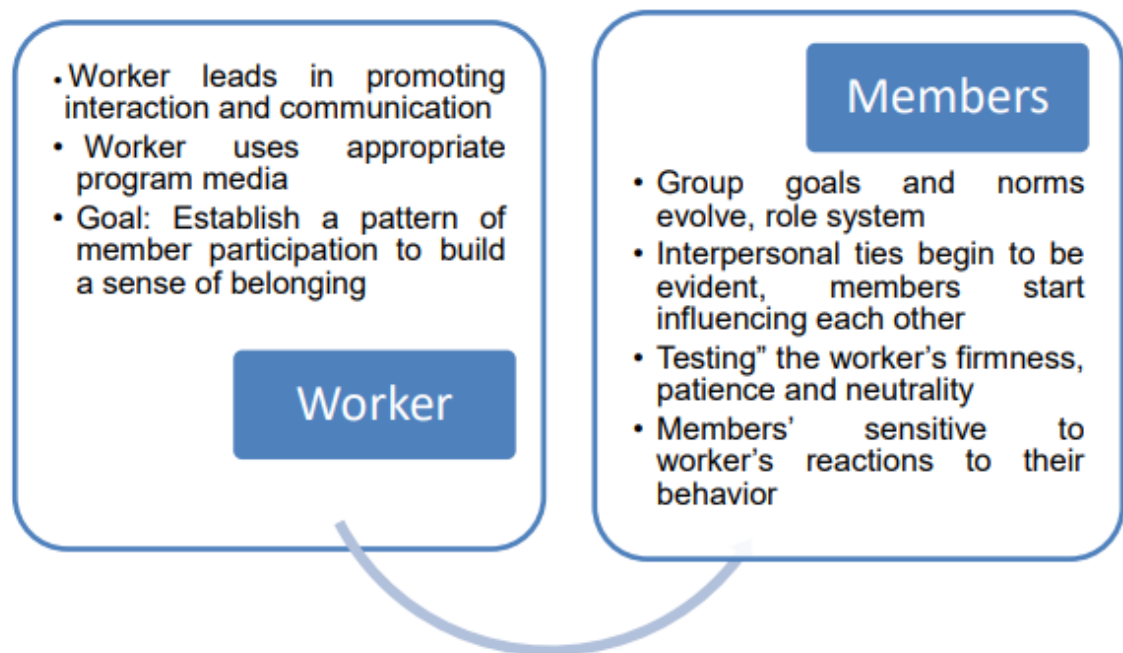 • Worker leads in promoting
interaction and communication
• Worker uses appropriate
program media
• Goal: Establish a pattern of
member participation to build
a sense of belonging
Worker
Members
• Group goals and norms
evolve, role system
• Interpersonal ties begin to be
evident, members start
influencing each other
• Testing” the worker’s firmness,
patience and neutrality
• Members’ sensitive to
worker’s reactions to their
behavior